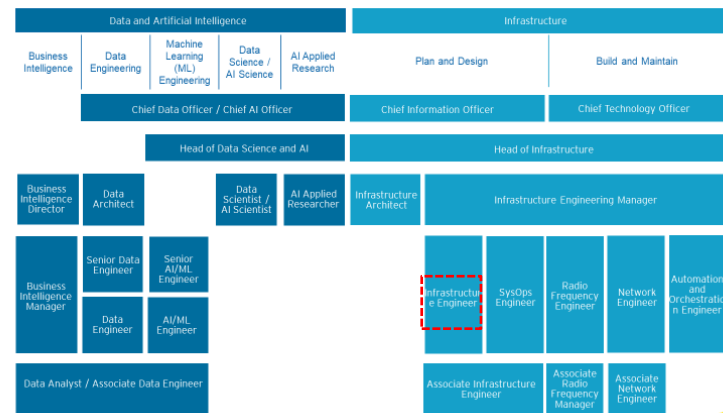 Data and Artificial Intelligence
Infrastructure
Business
Intelligence
Data
Engineering
Machine
Learning
(ML)
Engineering
Data
Science /
AI Science
AI Applied
Research
Plan and Design
Build and Maintain
Chief Data Officer / Chief AI Officer
Chief Information Officer
Chief Technology Officer
Head of Data Science and AI
Head of Infrastructure
Business
Intelligence
Director
Data
Architect
Data
Scientist /
AI Scientist
AI Applied
Researcher
Infrastructure
Architect
Infrastructure Engineering Manager
Business
Intelligence
Manager
Senior Data
Engineer
Senior
AI/ML
Engineer
Data
Engineer
AI/ML
Engineer
Infrastructur
e Engineer
SysOps
Engineer
Radio
Frequency
Engineer
Network
Engineer
Automation
and
Orchestratio
n Engineer
Data Analyst / Associate Data Engineer
Associate Infrastructure
Engineer
Associate
Radio
Frequency
Manager
Associate
Network
Engineer